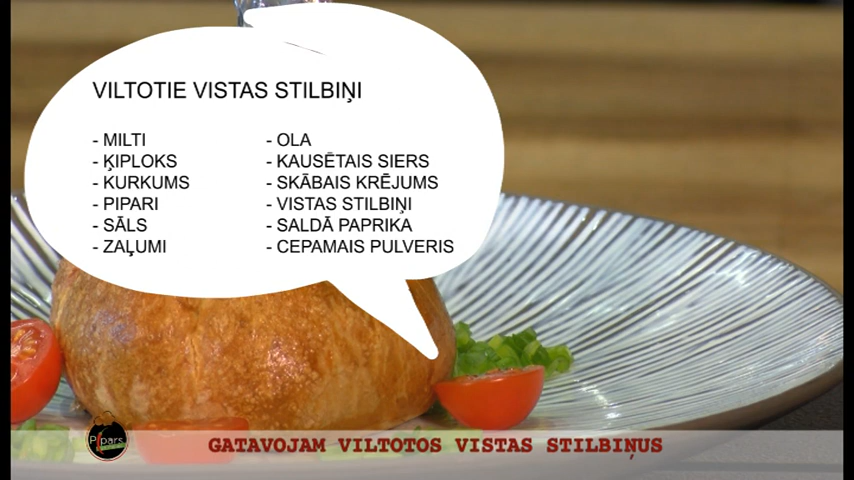 VILTOTIE VISTAS STILBIŅI
- MILTI
- ĶIPLOKS
- KURKUMS
- PIPARI
- SĀLS
- ZAĻUMI
- OLA
- KAUSĒTAIS SIERS
- SKĀBAIS KRĒJUMS
- VISTAS STILBIŅI
- SALDĀ PAPRIKA
- CEPAMAIS PULVERIS
Pipars
GATAVOJAM VILTOTOS VISTAS STILBIŅUS